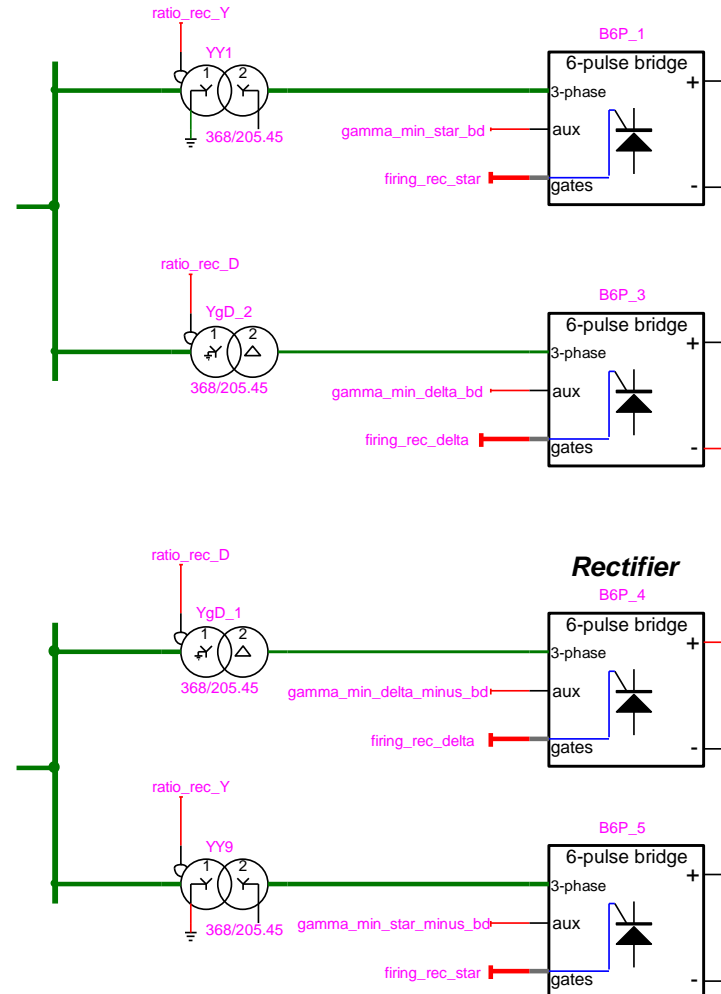 ratio_rec_Y
YY1
1 2
368/205.45
B6P_1
6-pulse bridge
+
3-phase
gamma_min_star_bd
aux
firing_rec_star
gates
-
ratio_rec_D
YgD_2
1 2
368/205.45
B6P_3
6-pulse bridge
+
3-phase
gamma_min_delta_bd
aux
firing_rec_delta
gates
-
Rectifier
ratio_rec_D
YgD_1
1 2
368/205.45
B6P_4
6-pulse bridge
+
3-phase
gamma_min_delta_minus_bd
aux
firing_rec_delta
gates
-
ratio_rec_Y
YY9
1 2
368/205.45
B6P_5
6-pulse bridge
+
3-phase
gamma_min_star_minus_bd
aux
firing_rec_star
gates
-